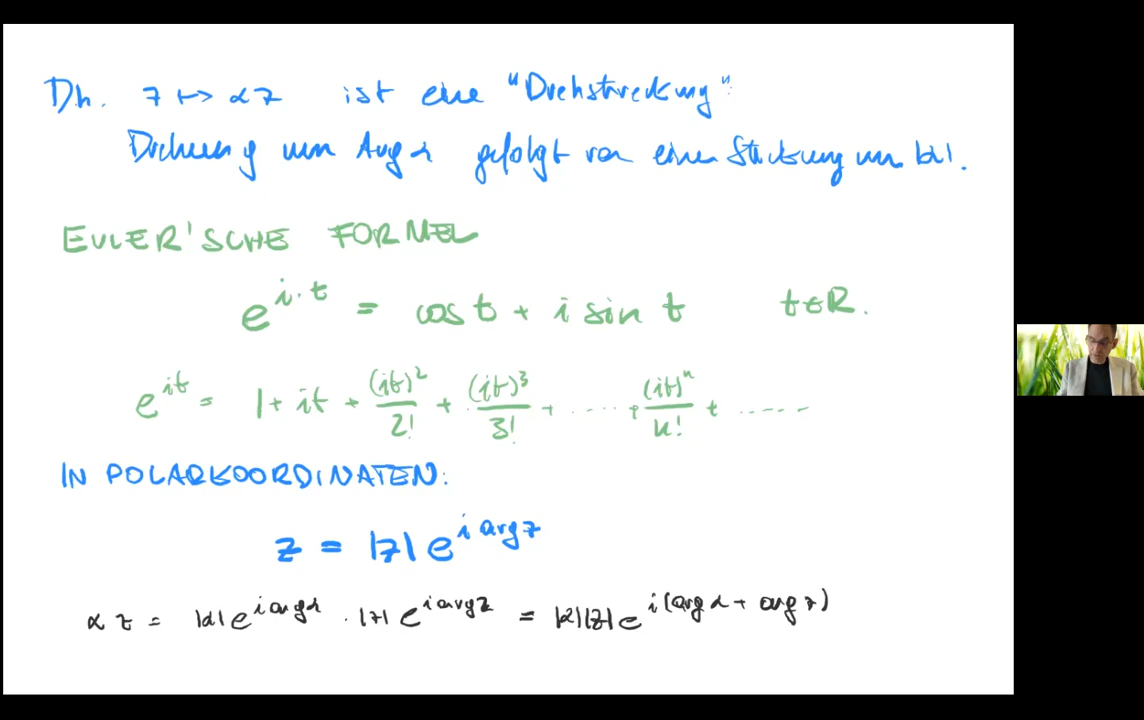 Dh. z ↦ αz ist eine "Drehstreckung":
Drehung um Arg α gefolgt von einer Streckung um |α|.
EULER'SCHE FORMEL
e^{i·t} = cos t + i sin t t∈R.
e^{it} = 1 + it + (it)^2/2! + (it)^3/3! + ..... + (it)^n/n! + .....
IN POLARKOORDINATEN:
z = |z| e^{i arg z}
αz = |α| e^{i arg α} · |z| e^{i arg z} = |α||z| e^{i(arg α + arg z)}